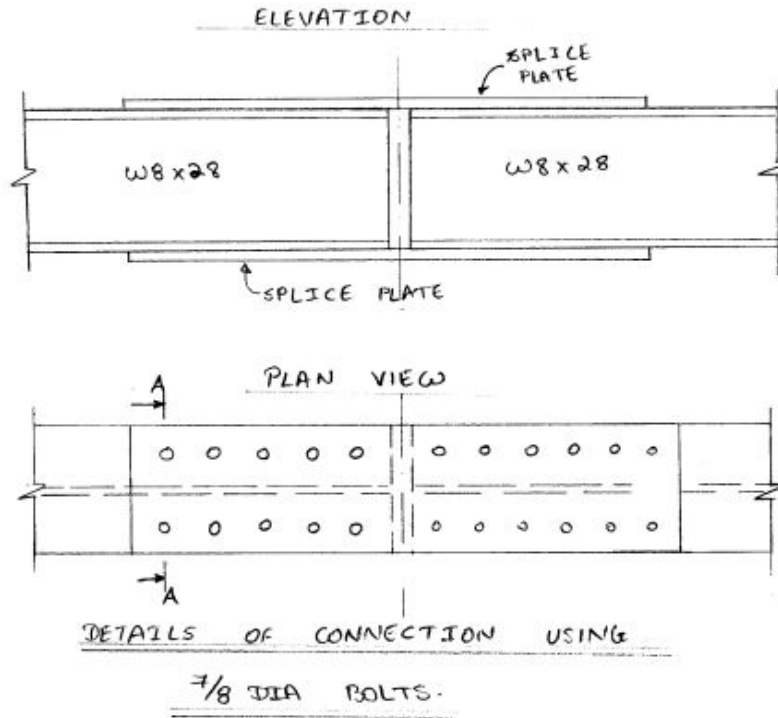 ELEVATION
SPLICE
PLATE
W8x28
W8x28
SPLICE PLATE
PLAN VIEW
A
A
DETAILS OF CONNECTION USING
7/8 DIA BOLTS.